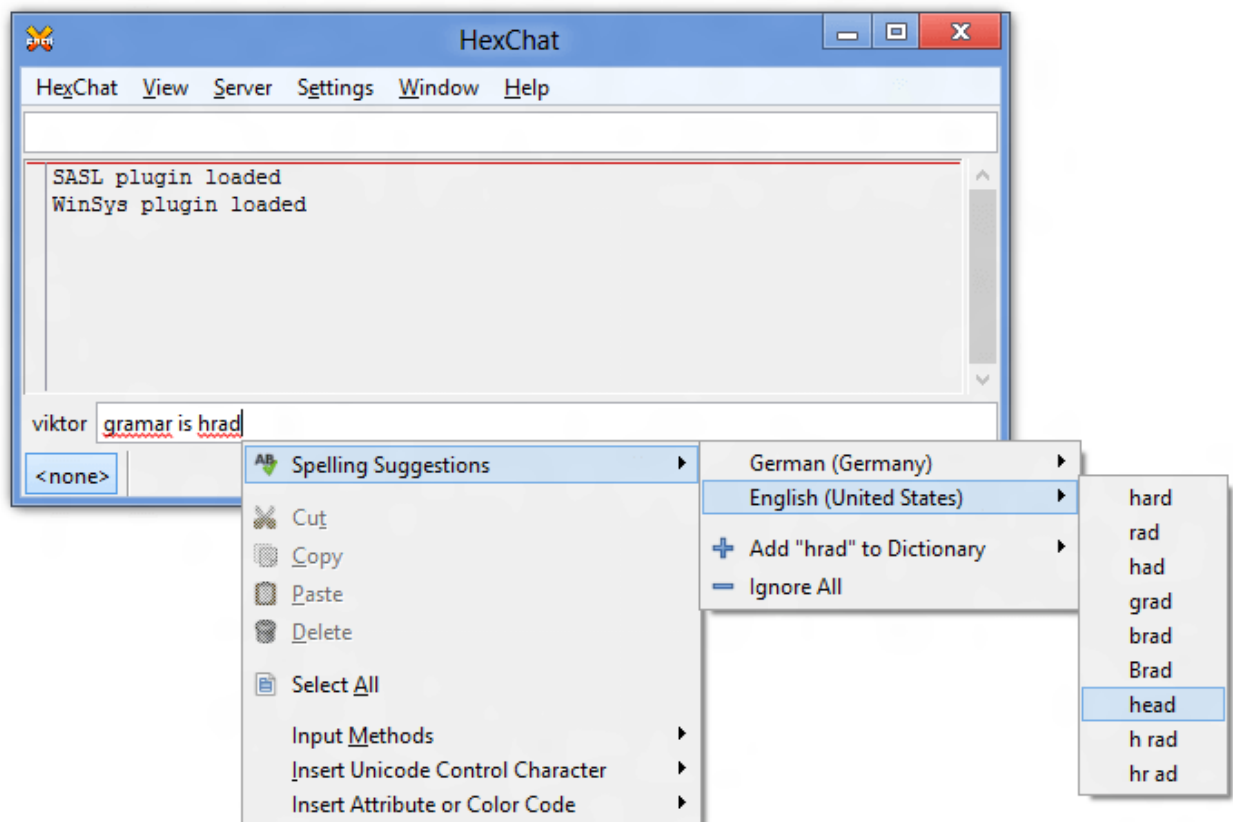 HexChat
HexChat View Server Settings Window Help
SASL plugin loaded
WinSys plugin loaded
viktor gramar is hrad
<none>
Spelling Suggestions
Cut
Copy
Paste
Delete
Select All
Input Methods
Insert Unicode Control Character
Insert Attribute or Color Code
German (Germany)
English (United States)
Add "hrad" to Dictionary
Ignore All
hard
rad
had
grad
brad
Brad
head
h rad
hr ad